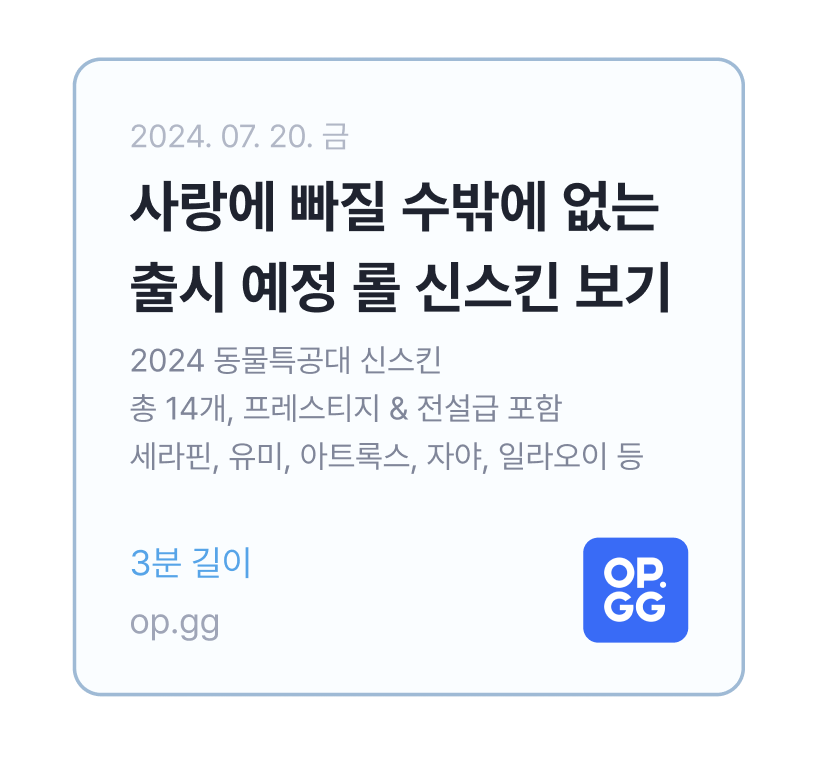 2024. 07. 20. 금
사랑에 빠질 수밖에 없는
출시 예정 롤 신스킨 보기
2024 동물특공대 신스킨
총 14개, 프레스티지 & 전설급 포함
세라핀, 유미, 아트록스, 자야, 일라오이 등
3분 길이
op.gg
OP.
GG